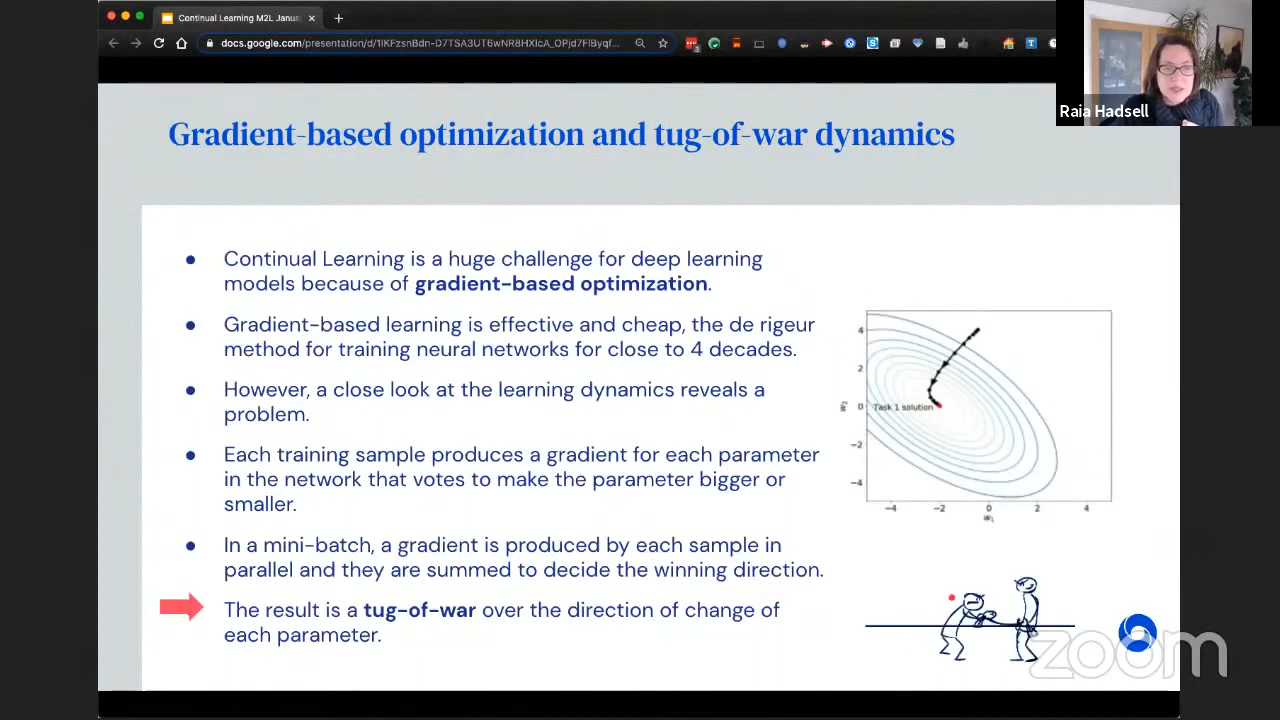 Continual Learning M2L Janu
docs.google.com/presentation/d/
Raia Hadsell
Gradient-based optimization and tug-of-war dynamics
● Continual Learning is a huge challenge for deep learning
models because of gradient-based optimization.
● Gradient-based learning is effective and cheap, the de rigeur
method for training neural networks for close to 4 decades.
● However, a close look at the learning dynamics reveals a
problem.
● Each training sample produces a gradient for each parameter
in the network that votes to make the parameter bigger or
smaller.
● In a mini-batch, a gradient is produced by each sample in
parallel and they are summed to decide the winning direction.
The result is a tug-of-war over the direction of change of
each parameter.
4
2
w₂
0
Task 1 solution
−2
−4
−4 −2 0 2 4
w₁
zoom